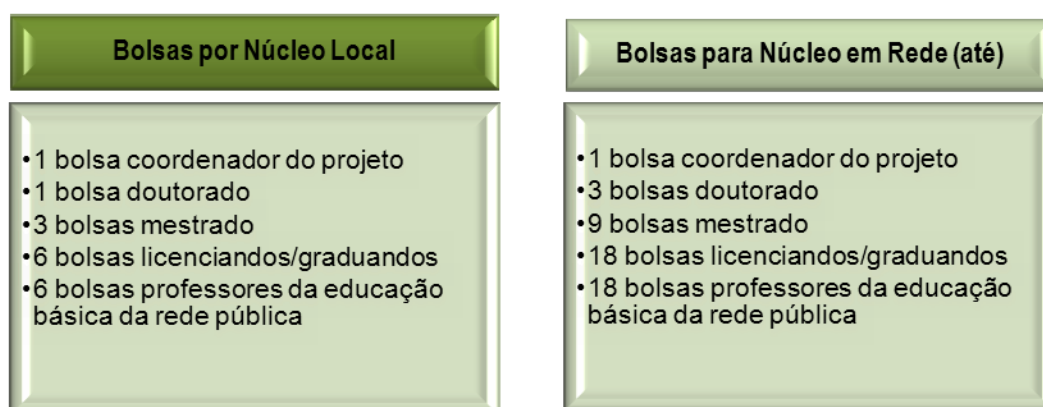 Bolsas por Núcleo Local
•1 bolsa coordenador do projeto
•1 bolsa doutorado
•3 bolsas mestrado
•6 bolsas licenciandos/graduandos
•6 bolsas professores da educação
básica da rede pública
Bolsas para Núcleo em Rede (até)
•1 bolsa coordenador do projeto
•3 bolsas doutorado
•9 bolsas mestrado
•18 bolsas licenciandos/graduandos
•18 bolsas professores da educação
básica da rede pública